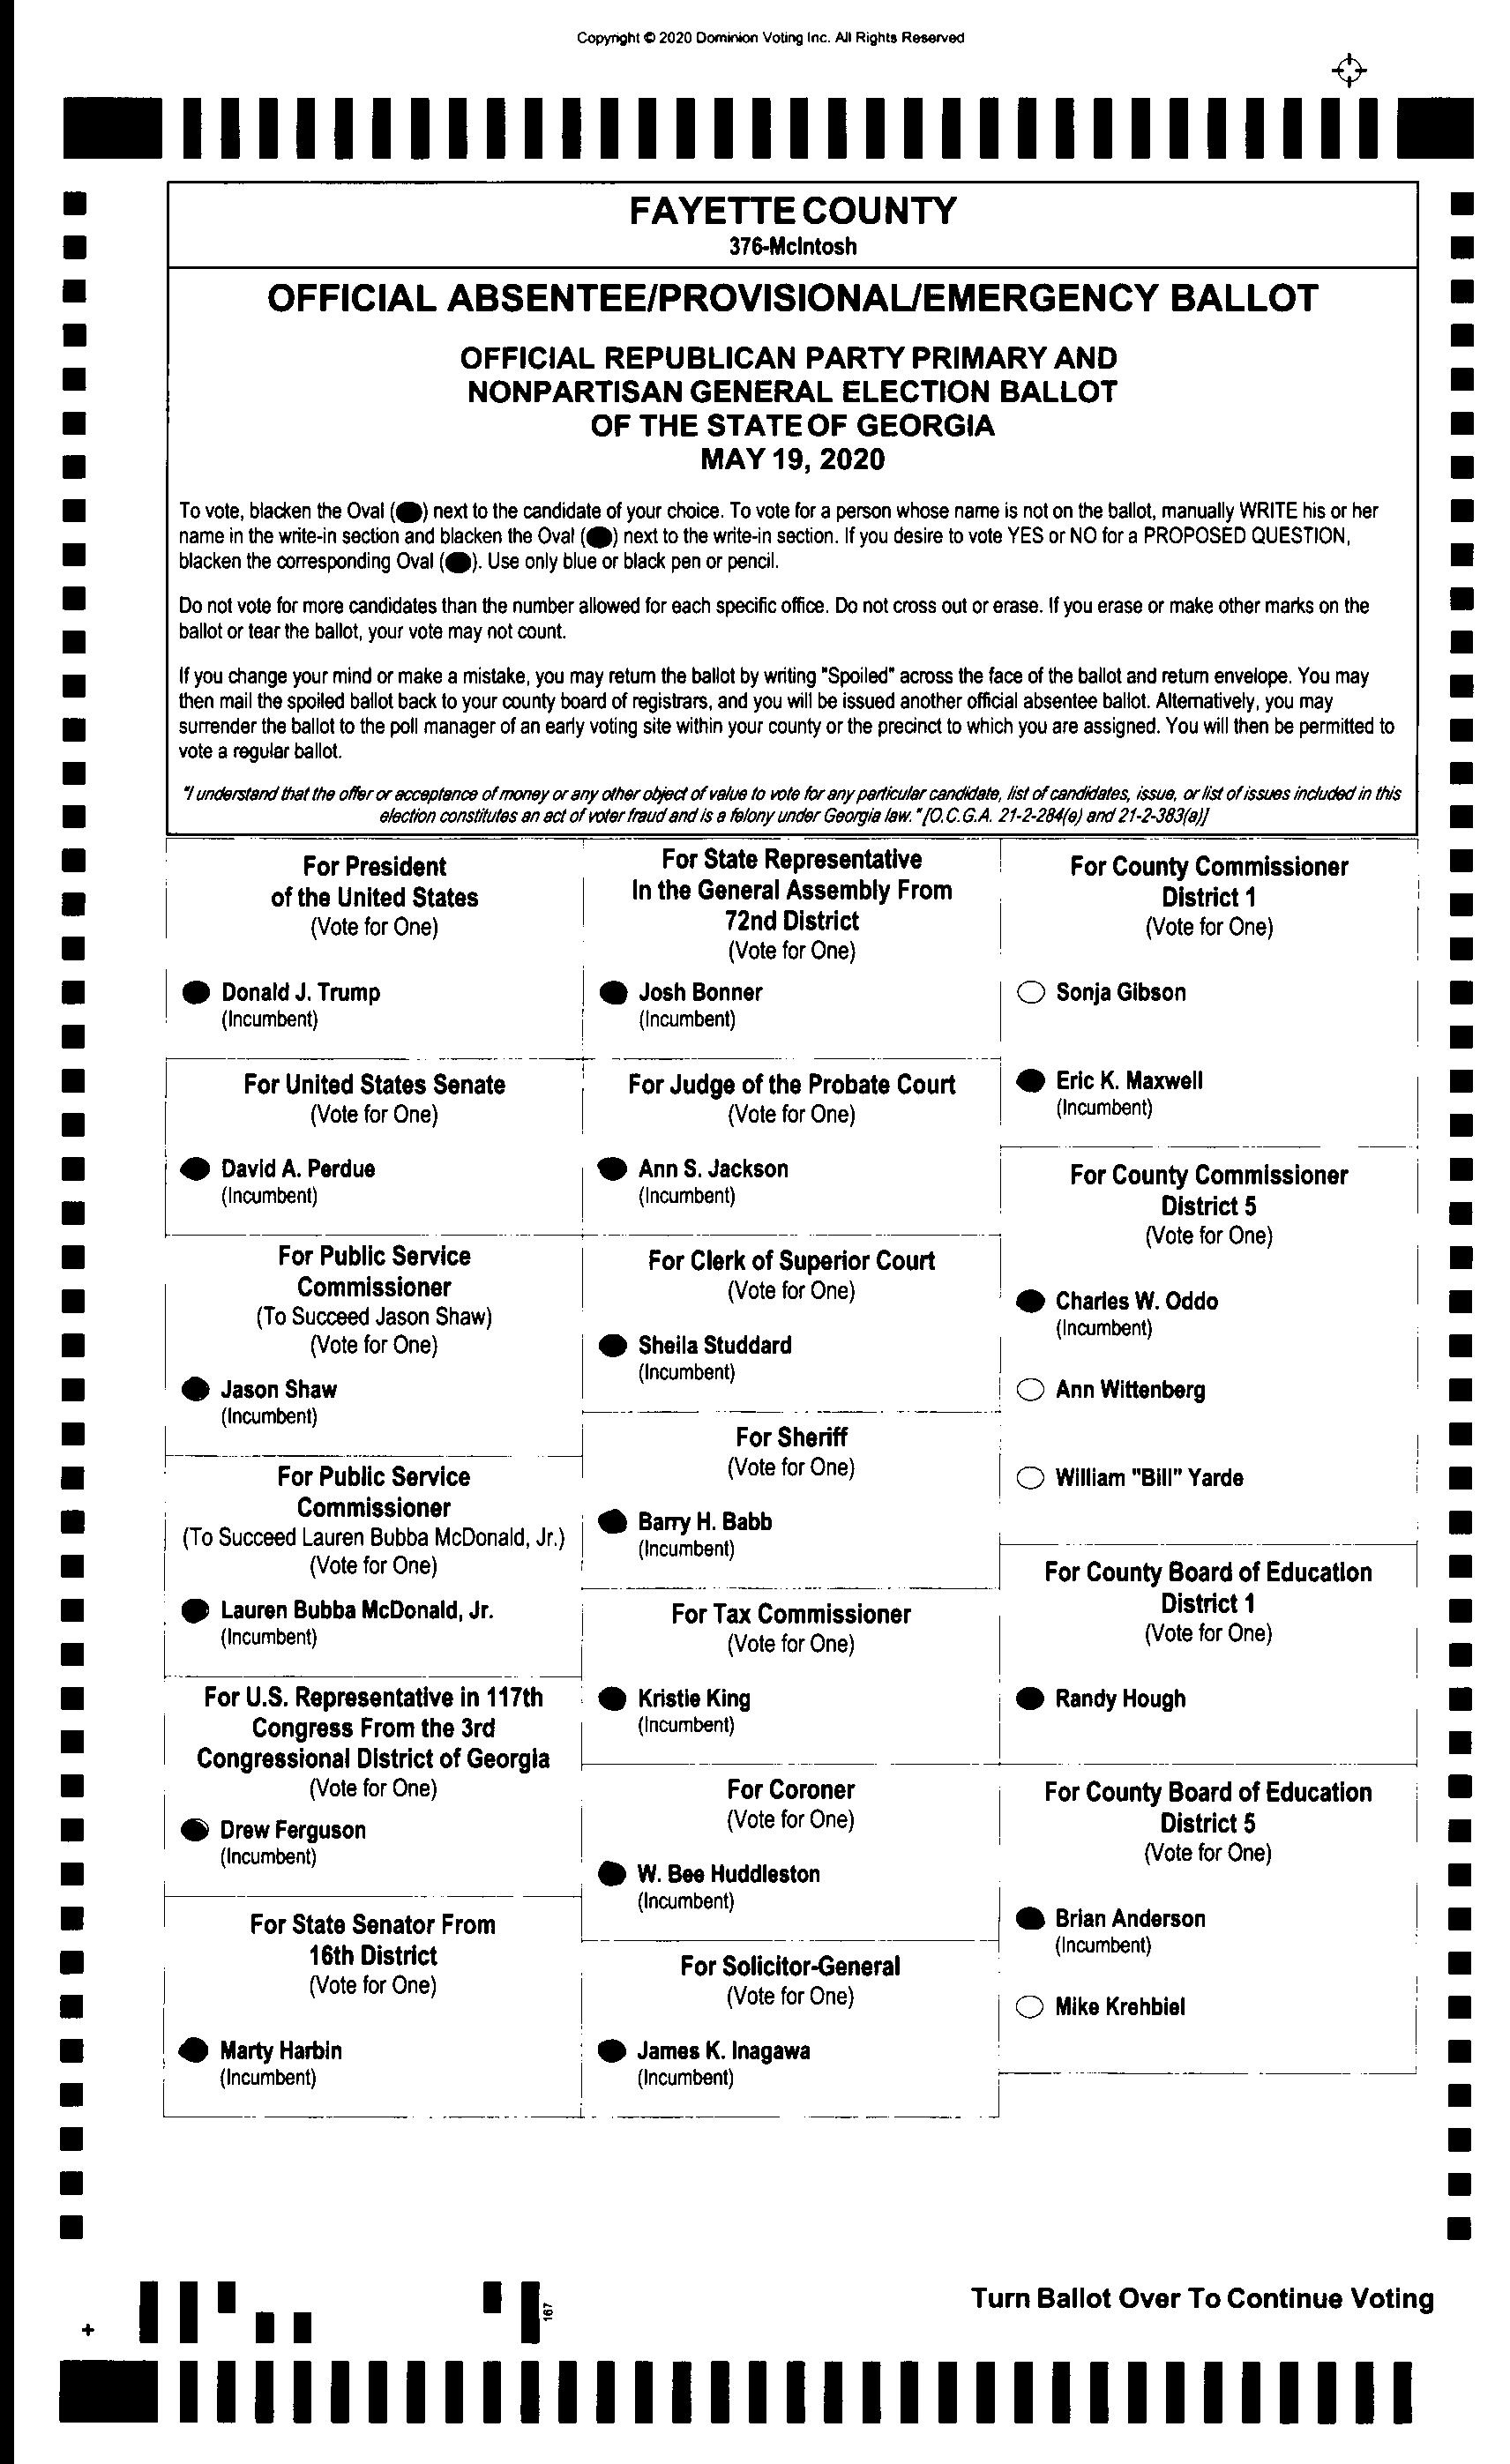 Copyright © 2020 Dominion Voting Inc. All Rights Reserved
FAYETTE COUNTY
376-McIntosh
OFFICIAL ABSENTEE/PROVISIONAL/EMERGENCY BALLOT
OFFICIAL REPUBLICAN PARTY PRIMARY AND
NONPARTISAN GENERAL ELECTION BALLOT
OF THE STATE OF GEORGIA
MAY 19, 2020
To vote, blacken the Oval ( ) next to the candidate of your choice. To vote for a person whose name is not on the ballot, manually WRITE his or her
name in the write-in section and blacken the Oval ( ) next to the write-in section. If you desire to vote YES or NO for a PROPOSED QUESTION,
blacken the corresponding Oval ( ). Use only blue or black pen or pencil.
Do not vote for more candidates than the number allowed for each specific office. Do not cross out or erase. If you erase or make other marks on the
ballot or tear the ballot, your vote may not count.
If you change your mind or make a mistake, you may return the ballot by writing "Spoiled" across the face of the ballot and return envelope. You may
then mail the spoiled ballot back to your county board of registrars, and you will be issued another official absentee ballot. Alternatively, you may
surrender the ballot to the poll manager of an early voting site within your county or the precinct to which you are assigned. You will then be permitted to
vote a regular ballot.
"I understand that the offer or acceptance of money or any other object of value to vote for any particular candidate, list of candidates, issue, or list of issues included in this
election constitutes an act of voter fraud and is a felony under Georgia law." [O.C.G.A. 21-2-284(e) and 21-2-383(a)]
For President
of the United States
(Vote for One)
Donald J. Trump
(Incumbent)
For United States Senate
(Vote for One)
David A. Perdue
(Incumbent)
For Public Service
Commissioner
(To Succeed Jason Shaw)
(Vote for One)
Jason Shaw
(Incumbent)
For Public Service
Commissioner
(To Succeed Lauren Bubba McDonald, Jr.)
(Vote for One)
Lauren Bubba McDonald, Jr.
(Incumbent)
For U.S. Representative in 117th
Congress From the 3rd
Congressional District of Georgia
(Vote for One)
Drew Ferguson
(Incumbent)
For State Senator From
16th District
(Vote for One)
Marty Harbin
(Incumbent)
For State Representative
In the General Assembly From
72nd District
(Vote for One)
Josh Bonner
(Incumbent)
For Judge of the Probate Court
(Vote for One)
Ann S. Jackson
(Incumbent)
For Clerk of Superior Court
(Vote for One)
Sheila Studdard
(Incumbent)
For Sheriff
(Vote for One)
Barry H. Babb
(Incumbent)
For Tax Commissioner
(Vote for One)
Kristie King
(Incumbent)
For Coroner
(Vote for One)
W. Bee Huddleston
(Incumbent)
For Solicitor-General
(Vote for One)
James K. Inagawa
(Incumbent)
For County Commissioner
District 1
(Vote for One)
Sonja Gibson
Eric K. Maxwell
(Incumbent)
For County Commissioner
District 5
(Vote for One)
Charles W. Oddo
(Incumbent)
Ann Wittenberg
William "Bill" Yarde
For County Board of Education
District 1
(Vote for One)
Randy Hough
For County Board of Education
District 5
(Vote for One)
Brian Anderson
(Incumbent)
Mike Krehbiel
Turn Ballot Over To Continue Voting
167
+